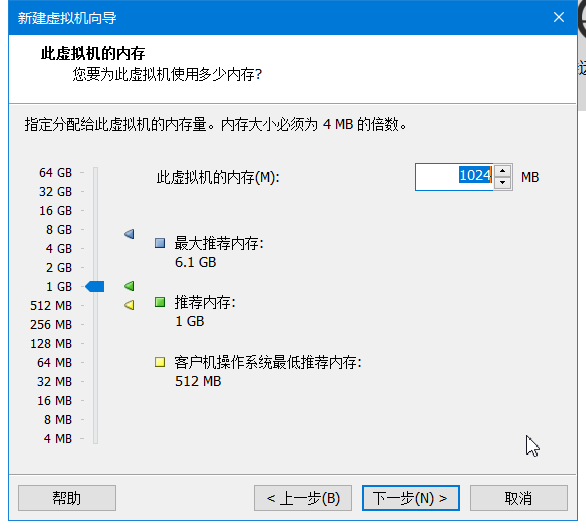 新建虚拟机向导
此虚拟机的内存
您要为此虚拟机使用多少内存?
指定分配给此虚拟机的内存量。内存大小必须为 4 MB 的倍数。
64 GB
32 GB
16 GB
8 GB
4 GB
2 GB
1 GB
512 MB
256 MB
128 MB
64 MB
32 MB
16 MB
8 MB
4 MB
此虚拟机的内存(M):
1024
MB
最大推荐内存:
6.1 GB
推荐内存:
1 GB
客户机操作系统最低推荐内存:
512 MB
帮助
< 上一步(B)
下一步(N) >
取消